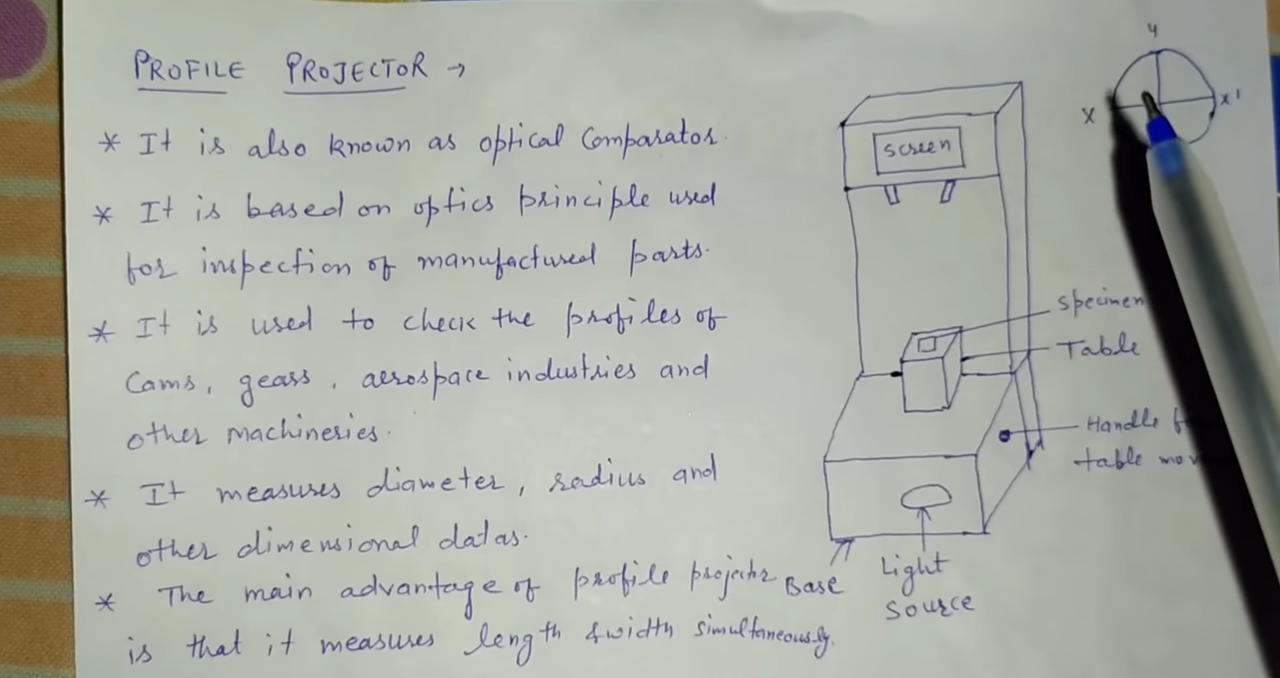 PROFILE PROJECTOR →
* It is also known as optical Comparator.
* It is based on optics principle used
for inspection of manufactured parts.
* It is used to check the profiles of
Cams, gears, aerospace industries and
other machineries.
* It measures diameter, radius and
other dimensional datas.
* The main advantage of profile projector
is that it measures length & width simultaneously.
Screen
Y
X
X'
Specimen
Table
Handle
table
Base
Light
Source